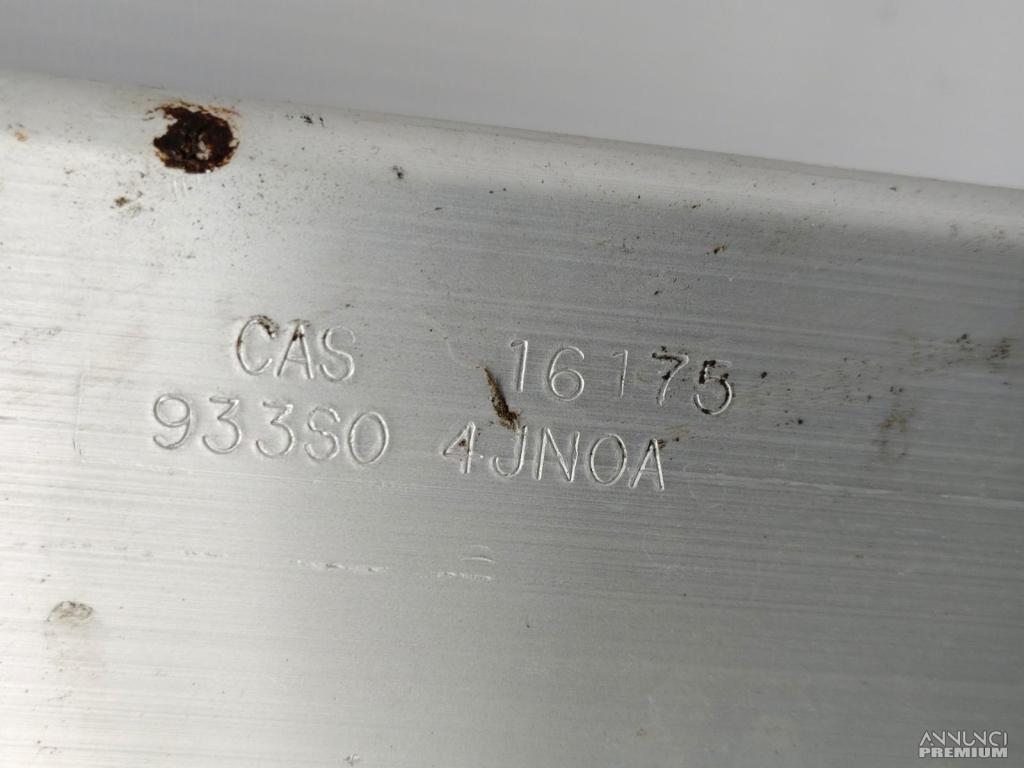 CAS 16175
933S0 4JN0A
ANNUNCI
PREMIUM